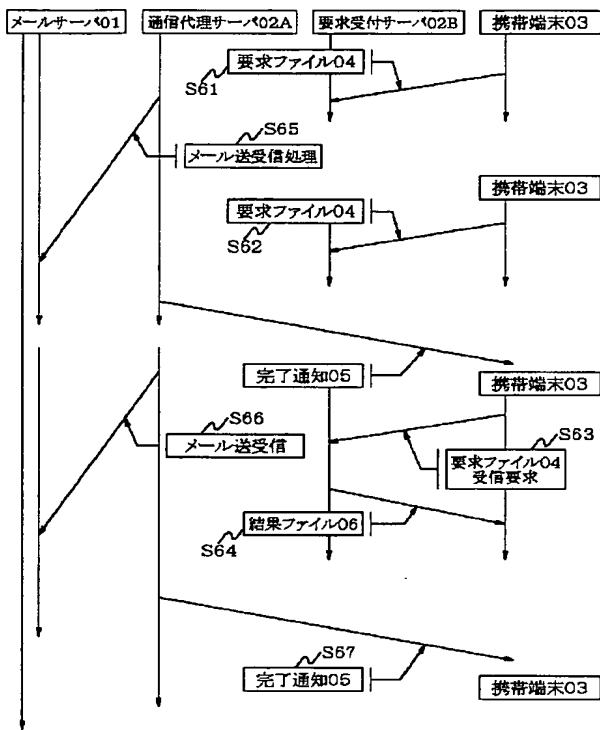 メールサーバ01 通信代理サーバ02A 要求受付サーバ02B 携帯端末03
要求ファイル04
S61
S65
メール送受信処理
携帯端末03
要求ファイル04
S62
完了通知05
携帯端末03
S66
メール送受信
S63
要求ファイル04
受信要求
結果ファイル06
S64
S67
完了通知05
携帯端末03